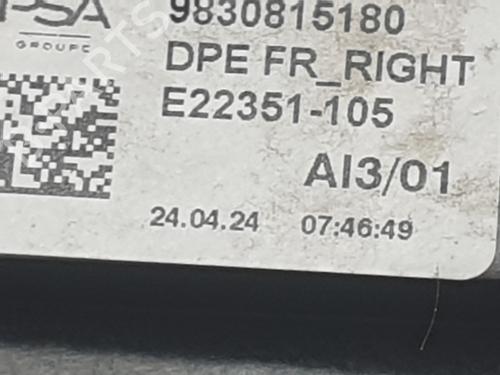 PSA
GROUPE
9830815180
DPE FR_RIGHT
E22351-105
AI3/01
24.04.24 07:46:49